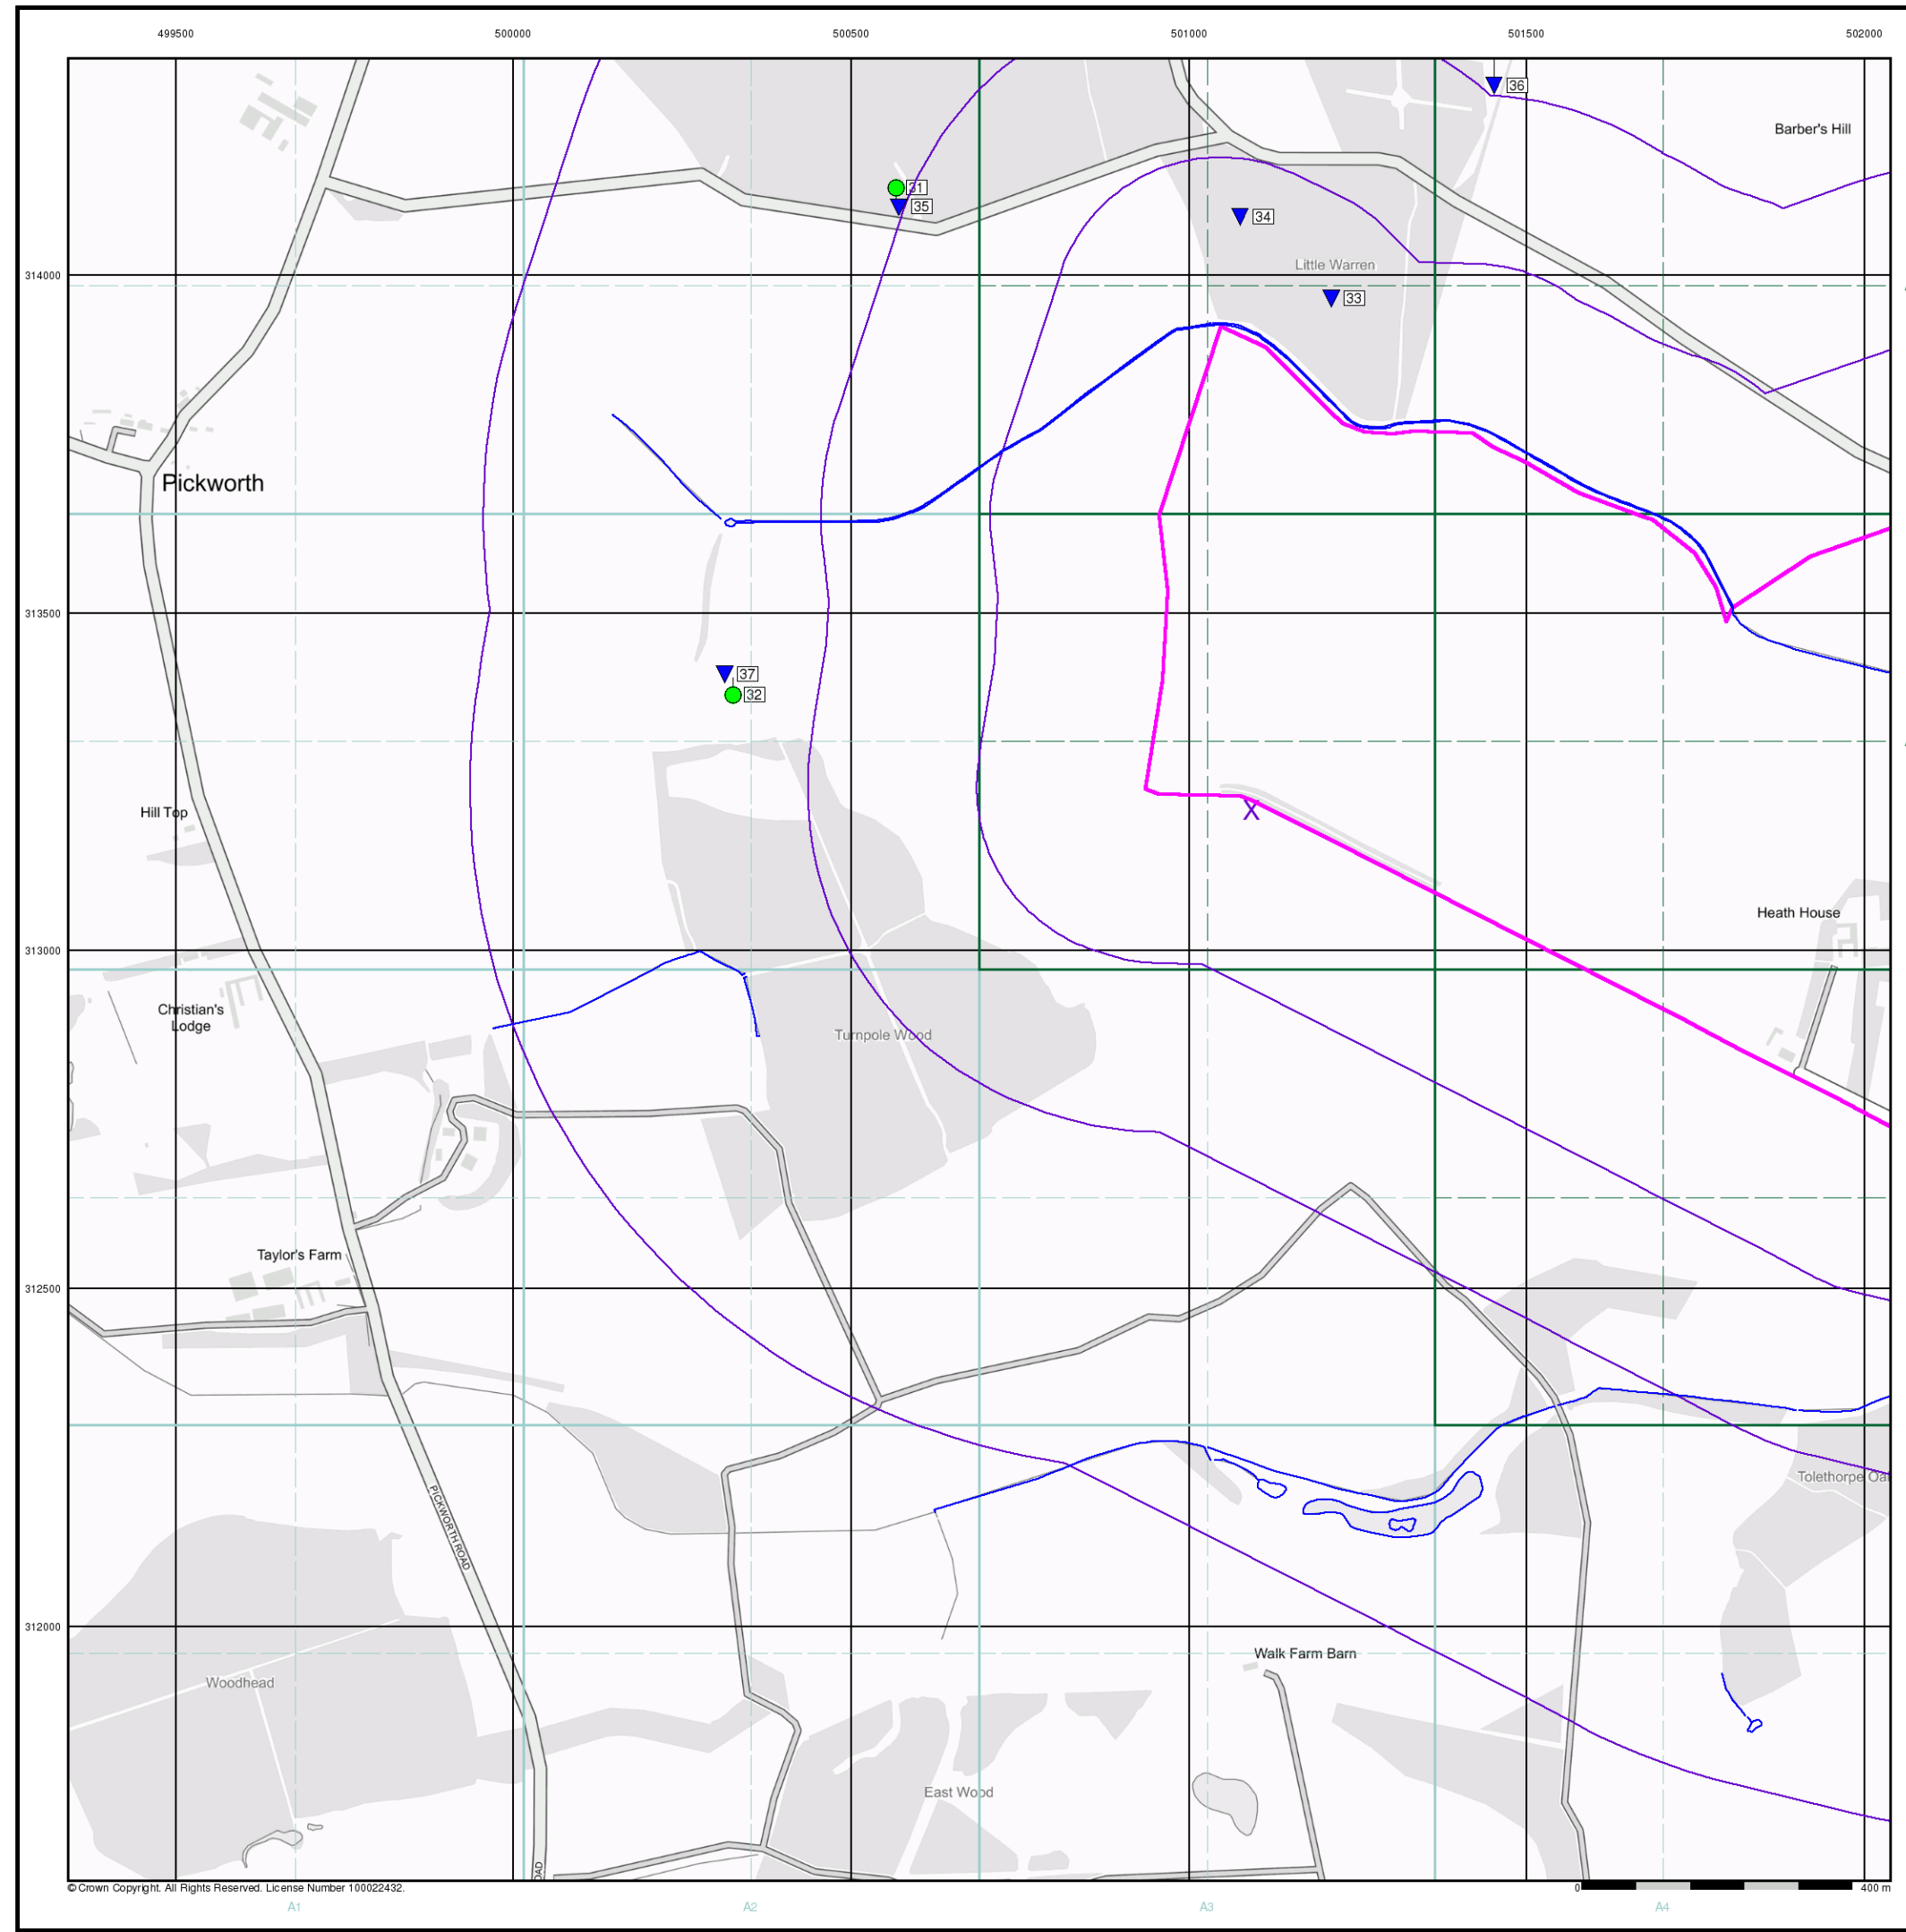 499500 500000 500500 501000 501500 502000
36
Barber's Hill
31
35
34
314000
Little Warren
33
Pickworth
313500
37
32
Hill Top
Heath House
313000
Christian's
Lodge
Turnpole Wood
Taylor's Farm
312500
Tolethorpe Oa
PICKWORTH ROAD
312000
Walk Farm Barn
Woodhead
East Wood
OAD
X
© Crown Copyright. All Rights Reserved. License Number 100022432.
0 400 m
A1 A2 A3 A4